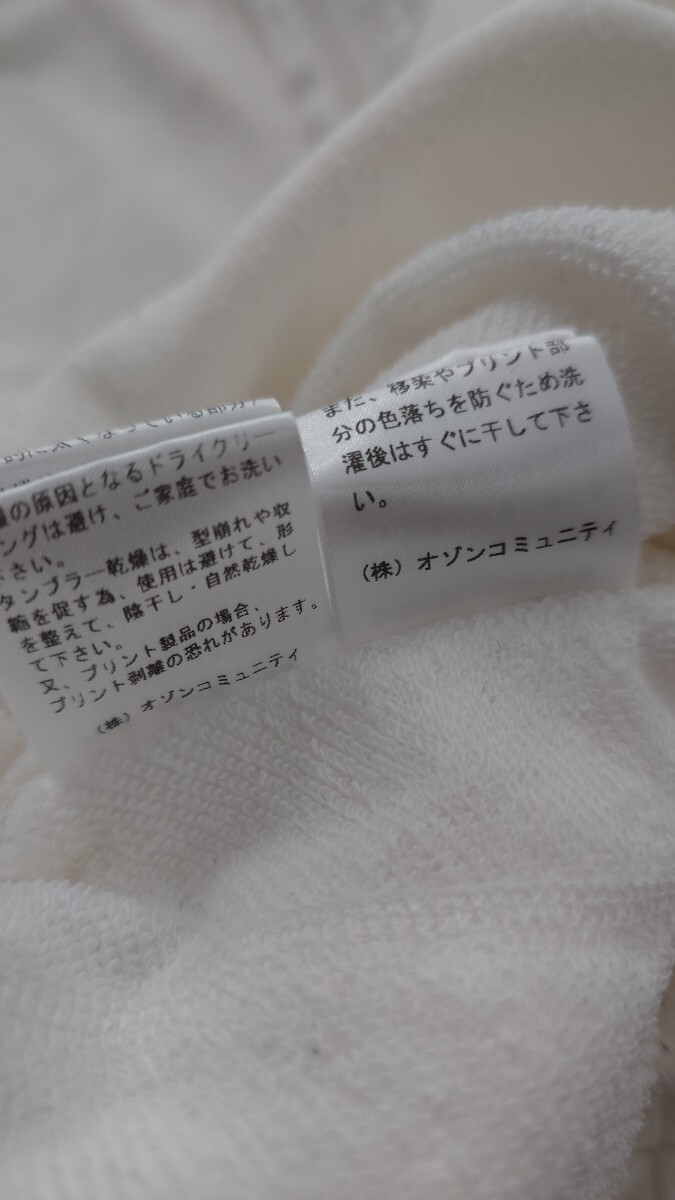 の原因となるドライクリー
ングは避け、ご家庭でお洗い
さい。
タンブラー乾燥は、型崩れや収
縮を促す為、使用は避けて、形
を整えて、陰干し・自然乾燥し
て下さい。
又、プリント製品の場合、
プリント剥離の恐れがあります。
（株）オゾンコミュニティ
また、移染やプリント部
分の色落ちを防ぐため洗
濯後はすぐに干して下さ
い。
（株）オゾンコミュニティ